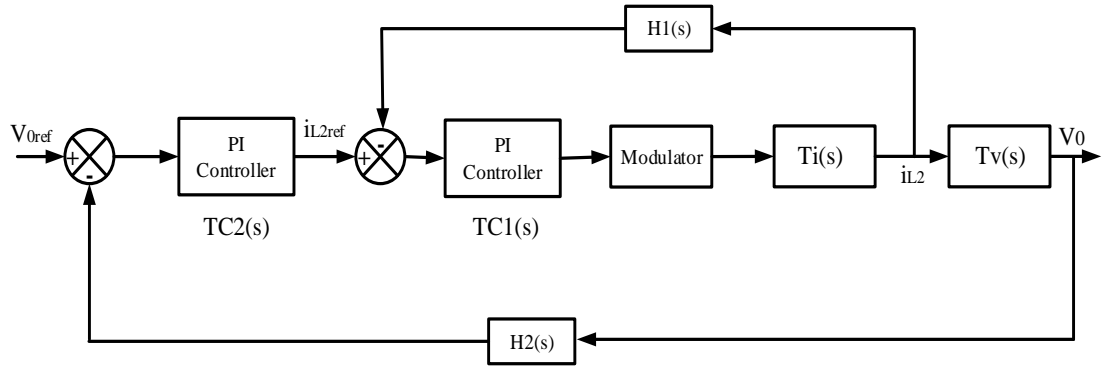 H1(s)
V0ref
+
-
PI
Controller
TC2(s)
iL2ref
+
-
PI
Controller
TC1(s)
Modulator
Ti(s)
iL2
Tv(s)
V0
H2(s)